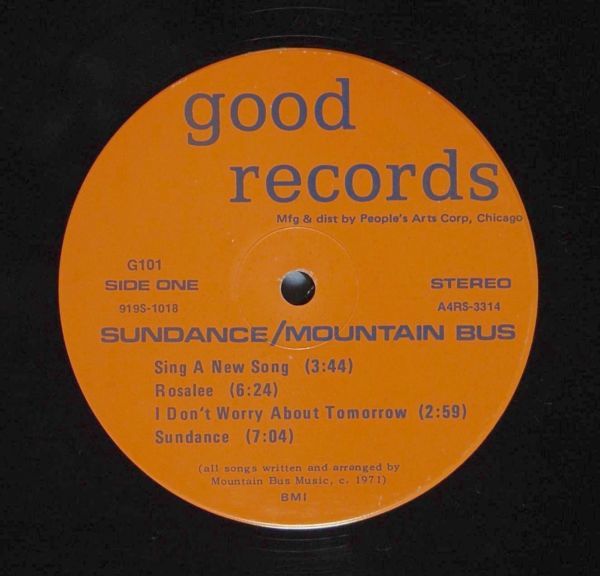 good
records
Mfg & dist by People's Arts Corp, Chicago
G101
SIDE ONE STEREO
919S-1018 A4RS-3314
SUNDANCE/MOUNTAIN BUS
Sing A New Song (3:44)
Rosalee (6:24)
I Don't Worry About Tomorrow (2:59)
Sundance (7:04)
(all songs written and arranged by
Mountain Bus Music, c. 1971)
BMI